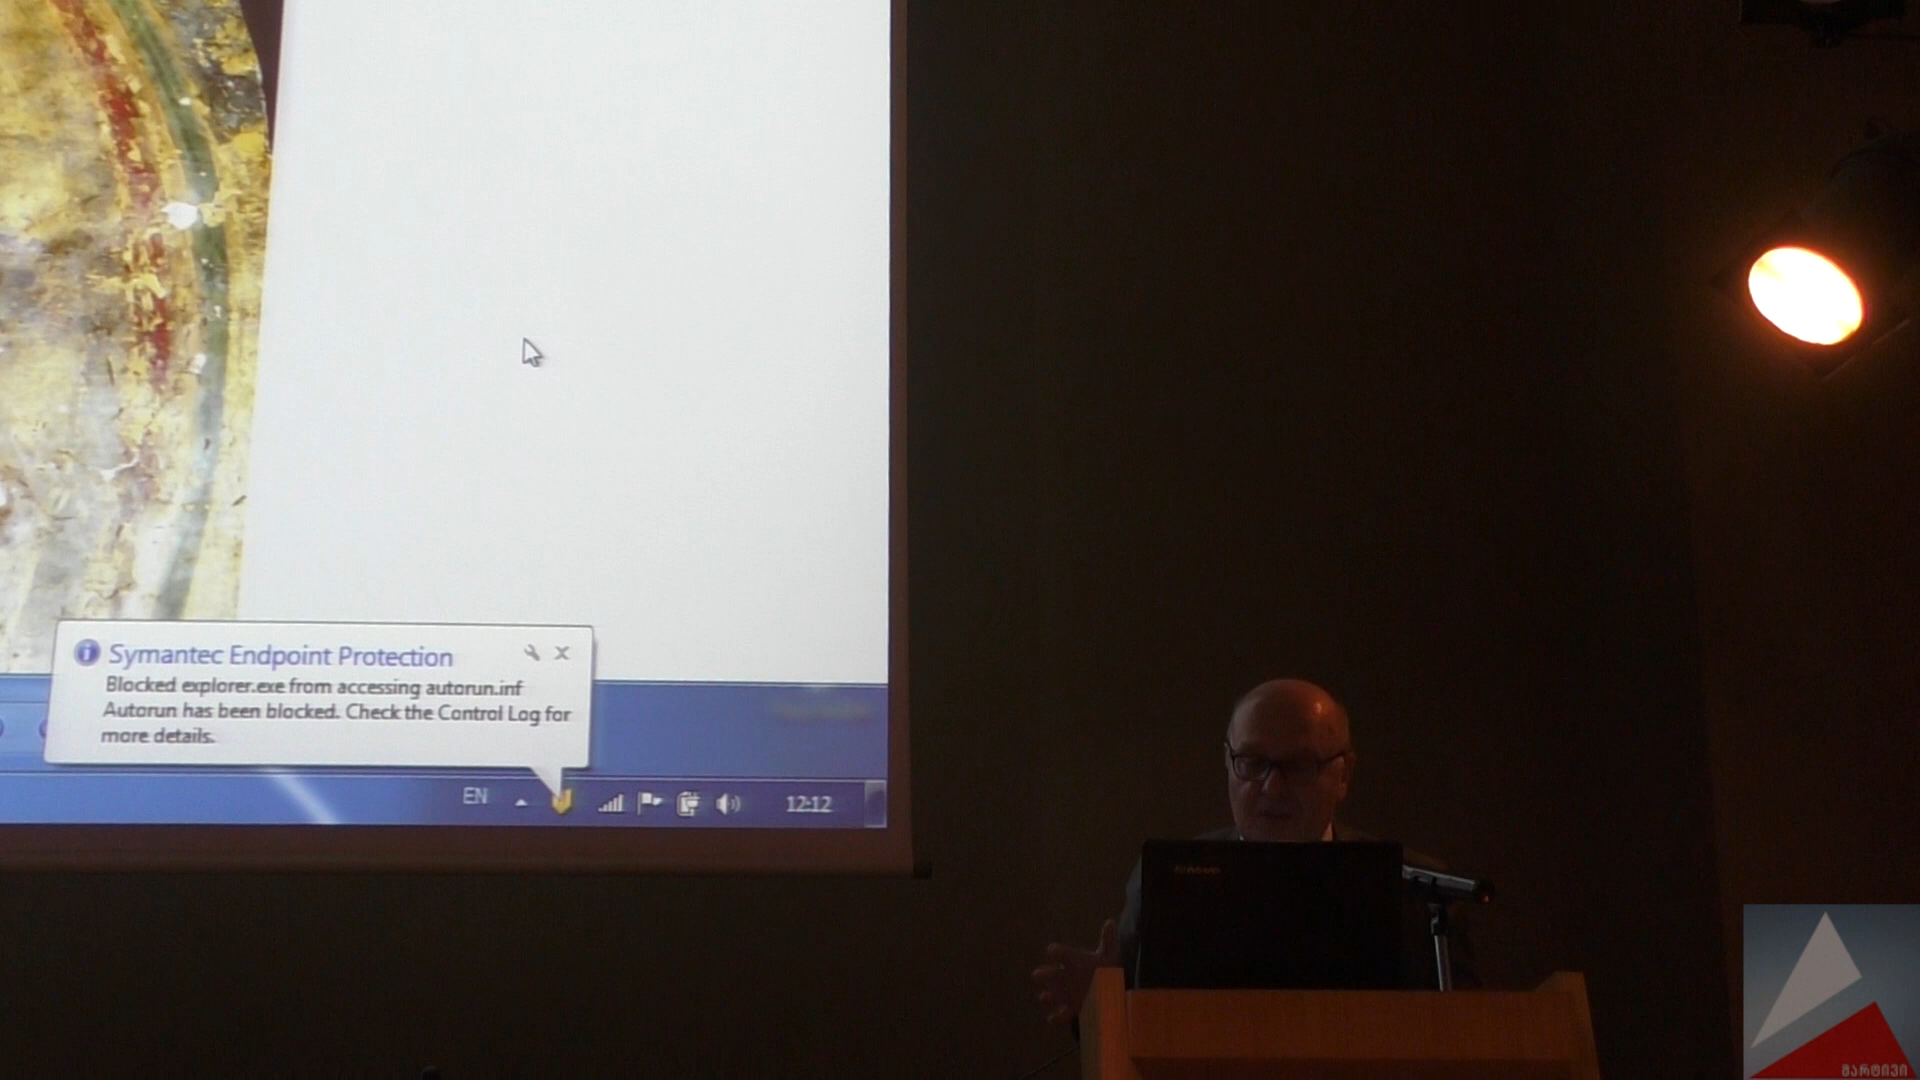 Symantec Endpoint Protection
Blocked explorer.exe from accessing autorun.inf
Autorun has been blocked. Check the Control Log for
more details.
EN
12:12
lenovo
მარტივი